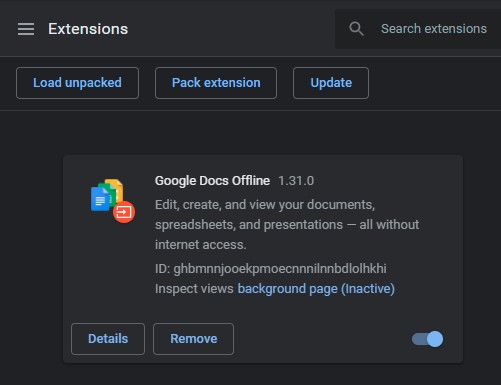 Extensions
Search extensions
Load unpacked
Pack extension
Update
Google Docs Offline 1.31.0
Edit, create, and view your documents,
spreadsheets, and presentations — all without
internet access.
ID: ghbmnnjooekpmoecnnnilnnbdlolhkhi
Inspect views background page (Inactive)
Details
Remove